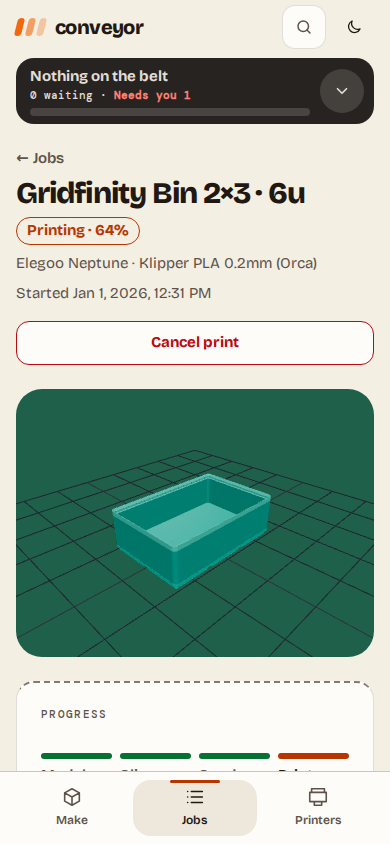 conveyor
Nothing on the belt
0 waiting · Needs you 1
← Jobs
Gridfinity Bin 2×3 · 6u
Printing · 64%
Elegoo Neptune · Klipper PLA 0.2mm (Orca)
Started Jan 1, 2026, 12:31 PM
Cancel print
PROGRESS
Make
Jobs
Printers